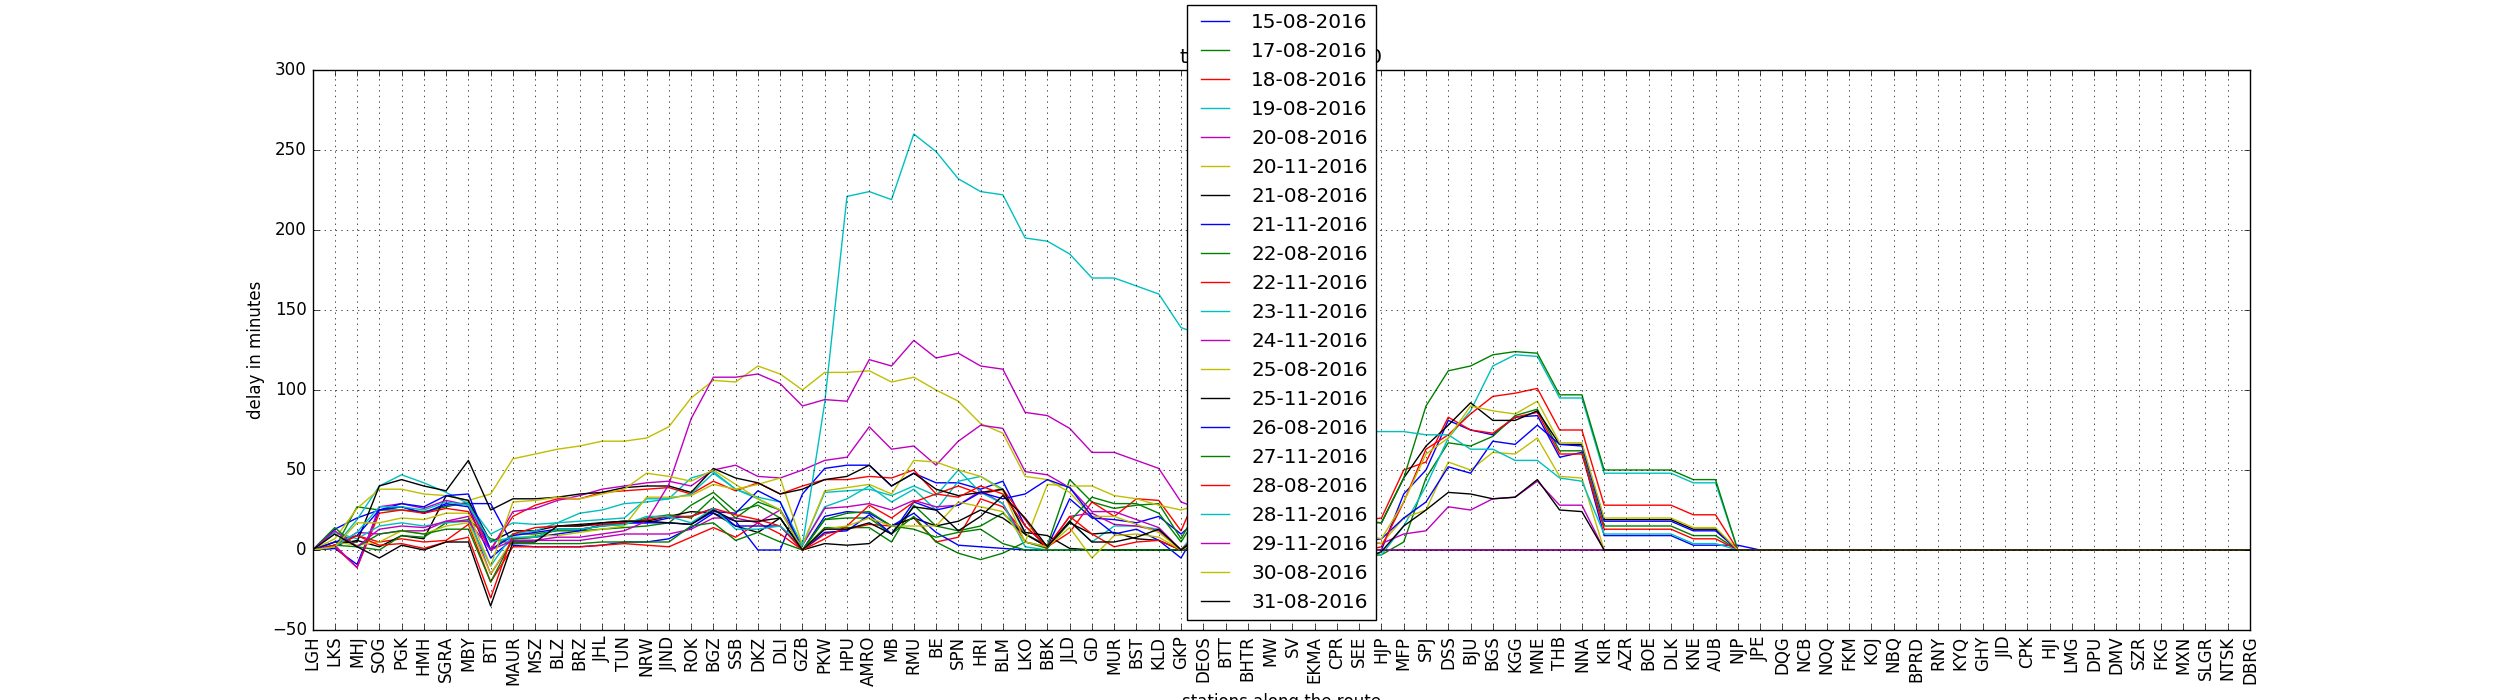 15-08-2016
17-08-2016
18-08-2016
19-08-2016
20-08-2016
20-11-2016
21-08-2016
21-11-2016
22-08-2016
22-11-2016
23-11-2016
24-11-2016
25-08-2016
25-11-2016
26-08-2016
27-11-2016
28-08-2016
28-11-2016
29-11-2016
30-08-2016
31-08-2016
300
250
200
150
100
50
0
−50
delay in minutes
LGH
LKS
MHJ
SOG
PGK
HMH
SGRA
MBY
BTI
MAUR
MSZ
BLZ
BRZ
JHL
TUN
NRW
JIND
ROK
BGZ
SSB
DKZ
DLI
GZB
PKW
HPU
AMRO
MB
RMU
BE
SPN
HRI
BLM
LKO
BBK
JLD
GD
MUR
BST
KLD
GKP
DEOS
BTT
BHTR
MW
SV
EKMA
CPR
SEE
HJP
MFP
SPJ
DSS
BJU
BGS
KGG
MNE
THB
NNA
KIR
AZR
BOE
DLK
KNE
AUB
NJP
JPE
DQG
NCB
NOQ
FKM
KOJ
NBQ
BPRD
RNY
KYQ
GHY
JID
CPK
HJI
LMG
DPU
DMV
SZR
FKG
MXN
SLGR
NTSK
DBRG
stations along the route